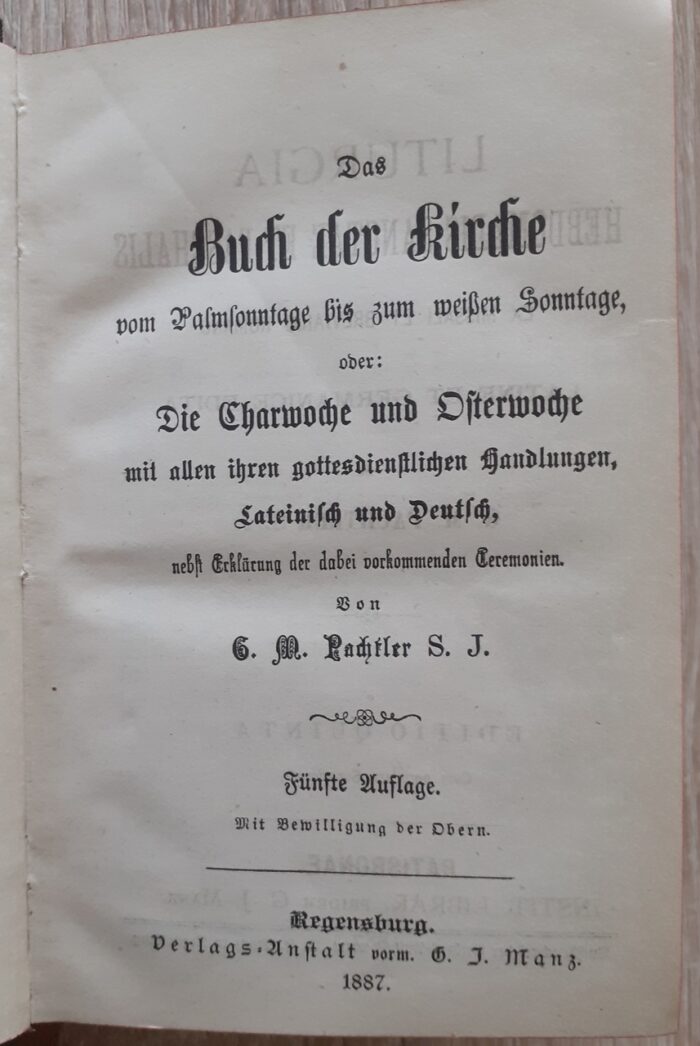 Das
Buch der Kirche
vom Palmsonntage bis zum weißen Sonntage,
oder:
Die Charwoche und Osterwoche
mit allen ihren gottesdienstlichen Handlungen,
Lateinisch und Deutsch,
nebst Erklärung der dabei vorkommenden Ceremonien.
Von
G. M. Pachtler S. J.
Fünfte Auflage.
Mit Bewilligung der Obern.
Regensburg.
Verlags-Anstalt vorm. G. J. Manz.
1887.